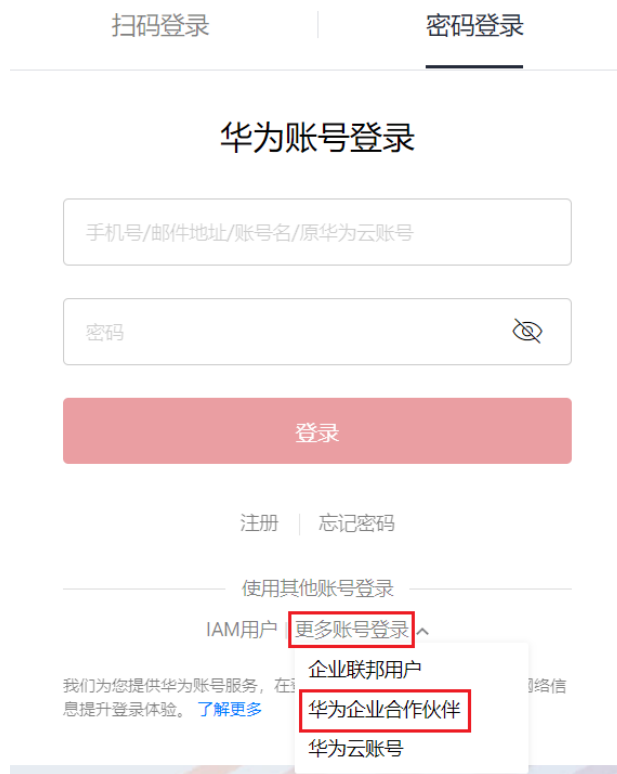 扫码登录 密码登录
华为账号登录
手机号/邮件地址/账号名/原华为云账号
密码
登录
注册 忘记密码
使用其他账号登录
IAM用户 更多账号登录
企业联邦用户
华为企业合作伙伴
华为云账号
我们为您提供华为账号服务，在 网络信
息提升登录体验。 了解更多